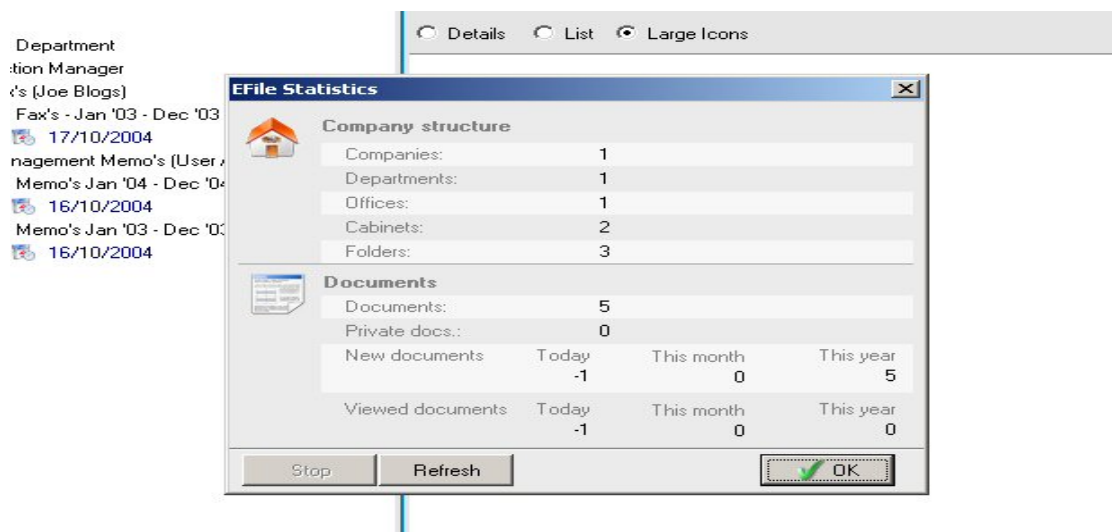 Details List Large Icons
Department
tion Manager
's (Joe Blogs)
Fax's - Jan '03 - Dec '03
17/10/2004
nagement Memo's (User
Memo's Jan '04 - Dec '04
16/10/2004
Memo's Jan '03 - Dec '03
16/10/2004
EFile Statistics
Company structure
Companies: 1
Departments: 1
Offices: 1
Cabinets: 2
Folders: 3
Documents
Documents: 5
Private docs.: 0
New documents Today This month This year
-1 0 5
Viewed documents Today This month This year
-1 0 0
Stop Refresh OK